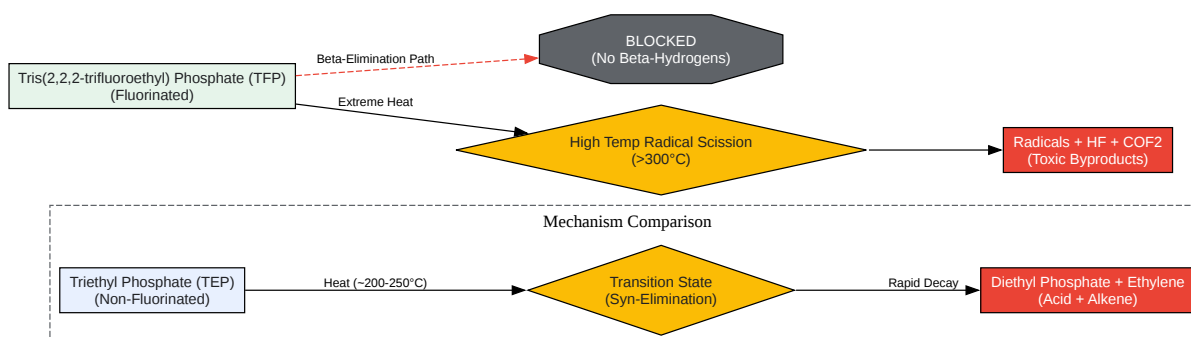 BLOCKED
(No Beta-Hydrogens)
Beta-Elimination Path
Tris(2,2,2-trifluoroethyl) Phosphate (TFP)
(Fluorinated)
Extreme Heat
High Temp Radical Scission
(>300°C)
Radicals + HF + COF2
(Toxic Byproducts)
Mechanism Comparison
Triethyl Phosphate (TEP)
(Non-Fluorinated)
Heat (~200-250°C)
Transition State
(Syn-Elimination)
Rapid Decay
Diethyl Phosphate + Ethylene
(Acid + Alkene)